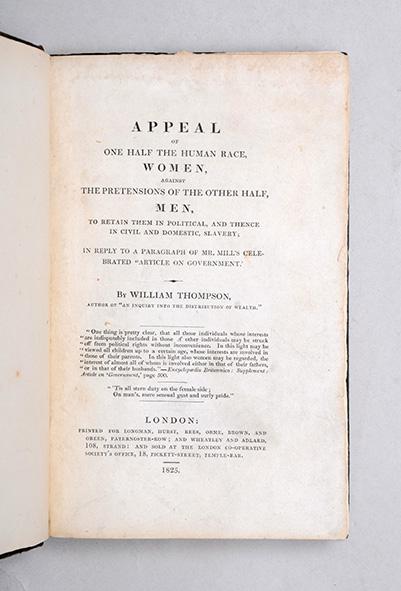 APPEAL
OF
ONE HALF THE HUMAN RACE,
WOMEN,
AGAINST
THE PRETENSIONS OF THE OTHER HALF,
MEN,
TO RETAIN THEM IN POLITICAL, AND THENCE
IN CIVIL AND DOMESTIC, SLAVERY;
IN REPLY TO A PARAGRAPH OF MR. MILL'S CELE-
BRATED "ARTICLE ON GOVERNMENT."
BY WILLIAM THOMPSON,
AUTHOR OF "AN INQUIRY INTO THE DISTRIBUTION OF WEALTH."
"One thing is pretty clear, that all those individuals whose interests
"are indisputably included in those of other individuals may be struck
"off from political rights without inconvenience. In this light may be
"viewed all children up to a certain age, whose interests are involved in
"those of their parents. In this light also women may be regarded, the
"interest of almost all of whom is involved either in that of their fathers,
"or in that of their husbands."—Encyclopædia Britannica: Supplement;
Article on 'Government,' page 500.
"'Tis all stern duty on the female side;
On man's, mere sensual gust and surly pride."
LONDON:
PRINTED FOR LONGMAN, HURST, REES, ORME, BROWN, AND
GREEN, PATERNOSTER-ROW; AND WHEATLEY AND ADLARD,
108, STRAND: AND SOLD AT THE LONDON CO-OPERATIVE
SOCIETY'S OFFICE, 18, PICKETT-STREET, TEMPLE-BAR.
1825.